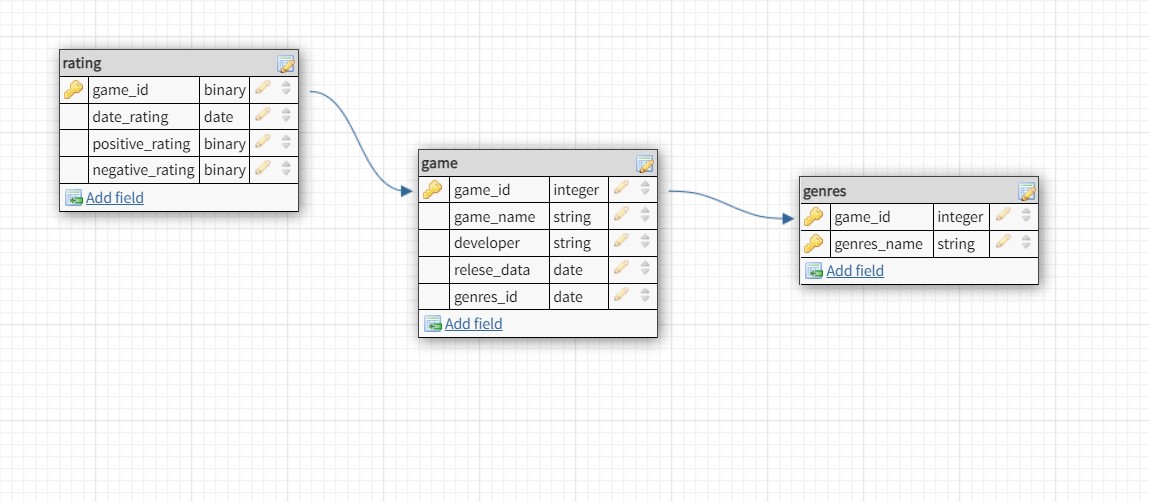 rating
game_id binary
date_rating date
positive_rating binary
negative_rating binary
Add field
game
game_id integer
game_name string
developer string
relese_data date
genres_id date
Add field
genres
game_id integer
genres_name string
Add field